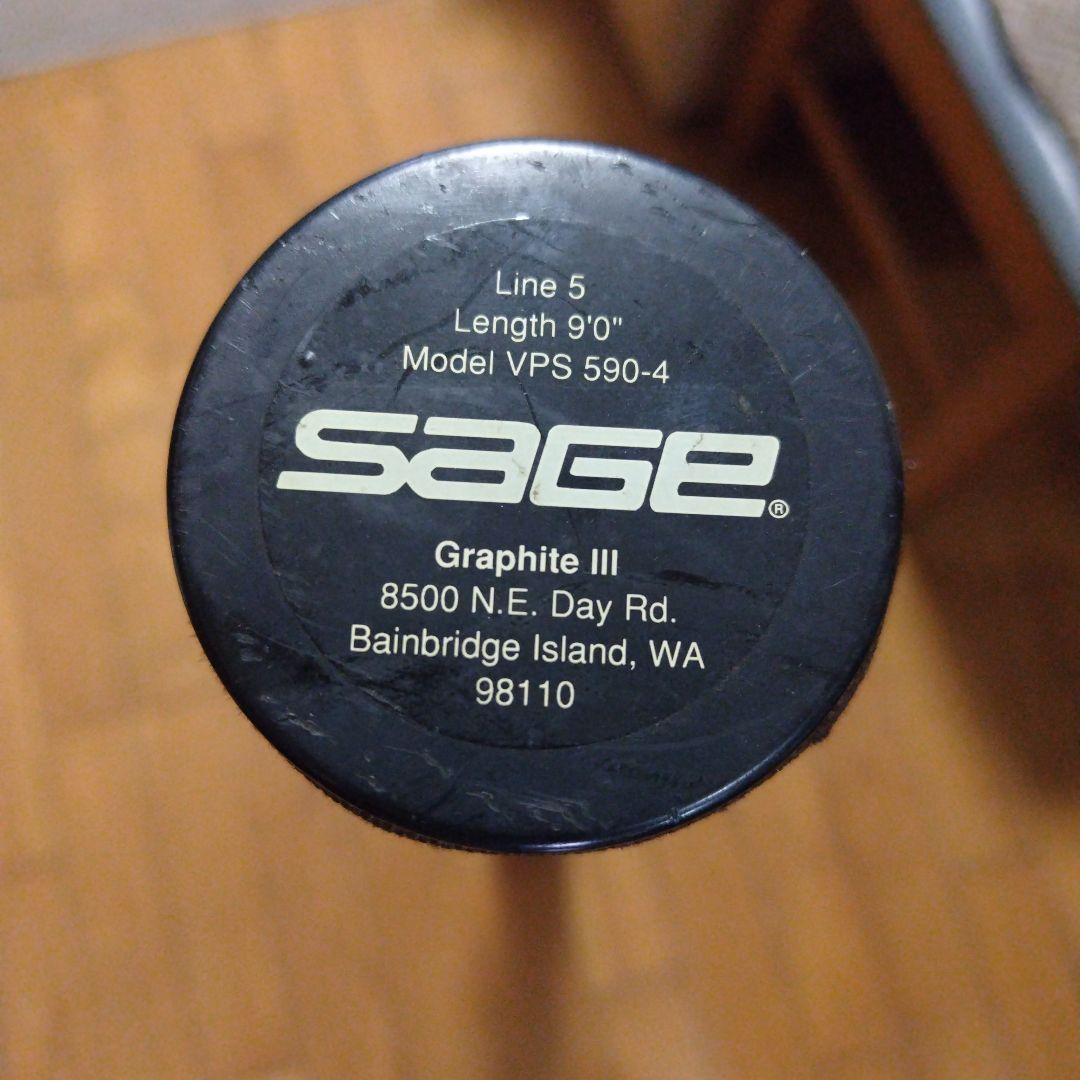 Line 5
Length 9'0"
Model VPS 590-4
SAGE®
Graphite III
8500 N.E. Day Rd.
Bainbridge Island, WA
98110